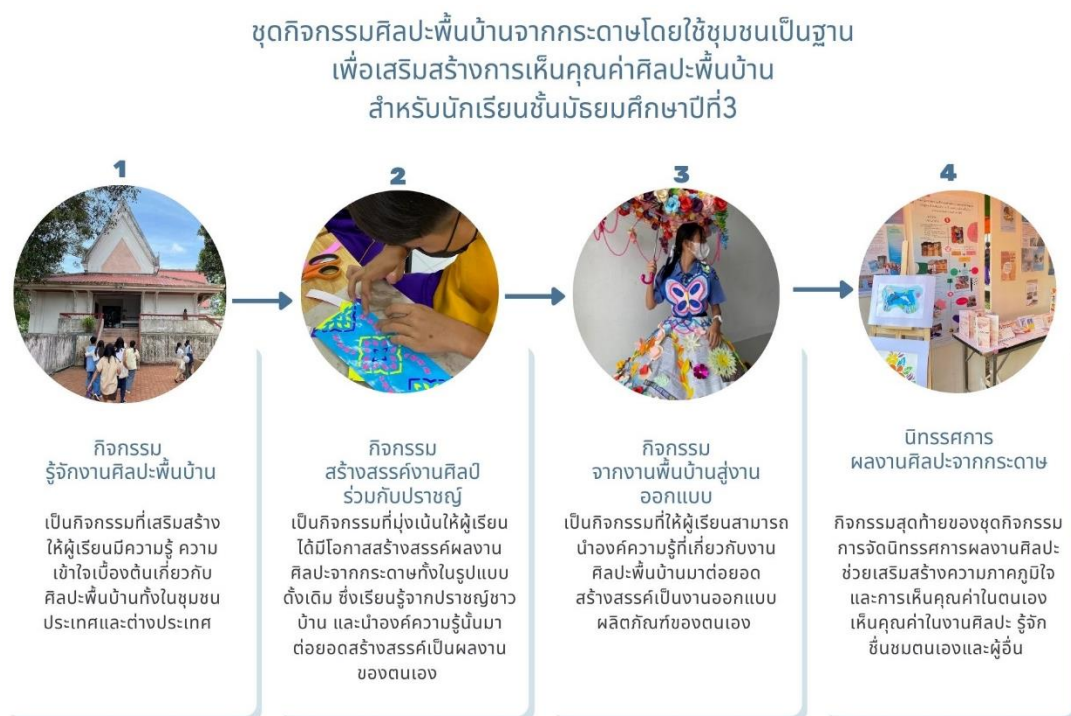 ชุดกิจกรรมศิลปะพื้นบ้านจากกระดาษโดยใช้ชุมชนเป็นฐาน
เพื่อเสริมสร้างการเห็นคุณค่าศิลปะพื้นบ้าน
สำหรับนักเรียนชั้นมัธยมศึกษาปีที่3
1
กิจกรรม
รู้จักงานศิลปะพื้นบ้าน
เป็นกิจกรรมที่เสริมสร้าง
ให้ผู้เรียนมีความรู้ ความ
เข้าใจเบื้องต้นเกี่ยวกับ
ศิลปะพื้นบ้านทั้งในชุมชน
ประเทศและต่างประเทศ
2
กิจกรรม
สร้างสรรค์งานศิลป์
ร่วมกับปราชญ์
เป็นกิจกรรมที่มุ่งเน้นให้ผู้เรียน
ได้มีโอกาสสร้างสรรค์ผลงาน
ศิลปะจากกระดาษทั้งในรูปแบบ
ดั้งเดิม ซึ่งเรียนรู้จากปราชญ์ชาว
บ้าน และนำองค์ความรู้นั้นมา
ต่อยอดสร้างสรรค์เป็นผลงาน
ของตนเอง
3
กิจกรรม
จากงานพื้นบ้านสู่งาน
ออกแบบ
เป็นกิจกรรมที่ให้ผู้เรียนสามารถ
นำองค์ความรู้ที่เกี่ยวกับงาน
ศิลปะพื้นบ้านมาต่อยอด
สร้างสรรค์เป็นงานออกแบบ
ผลิตภัณฑ์ของตนเอง
4
นิทรรศการ
ผลงานศิลปะจากกระดาษ
กิจกรรมสุดท้ายของชุดกิจกรรม
การจัดนิทรรศการผลงานศิลปะ
ช่วยเสริมสร้างความภาคภูมิใจ
และการเห็นคุณค่าในตนเอง
เห็นคุณค่าในงานศิลปะ รู้จัก
ชื่นชมตนเองและผู้อื่น